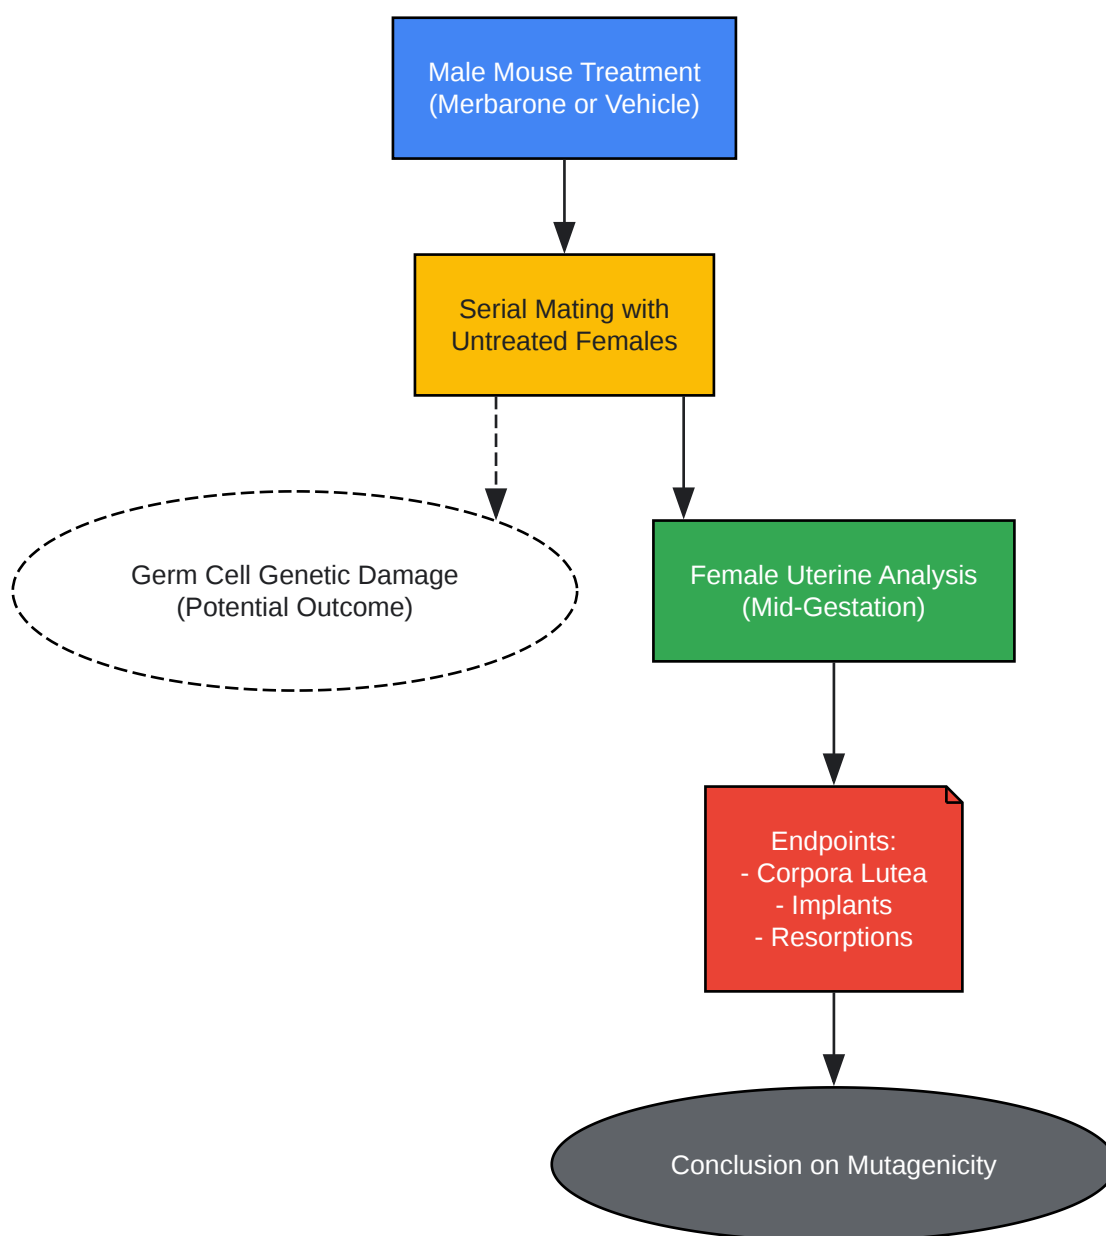 Male Mouse Treatment
(Merbarone or Vehicle)
Serial Mating with
Untreated Females
Germ Cell Genetic Damage
(Potential Outcome)
Female Uterine Analysis
(Mid-Gestation)
Endpoints:
- Corpora Lutea
- Implants
- Resorptions
Conclusion on Mutagenicity